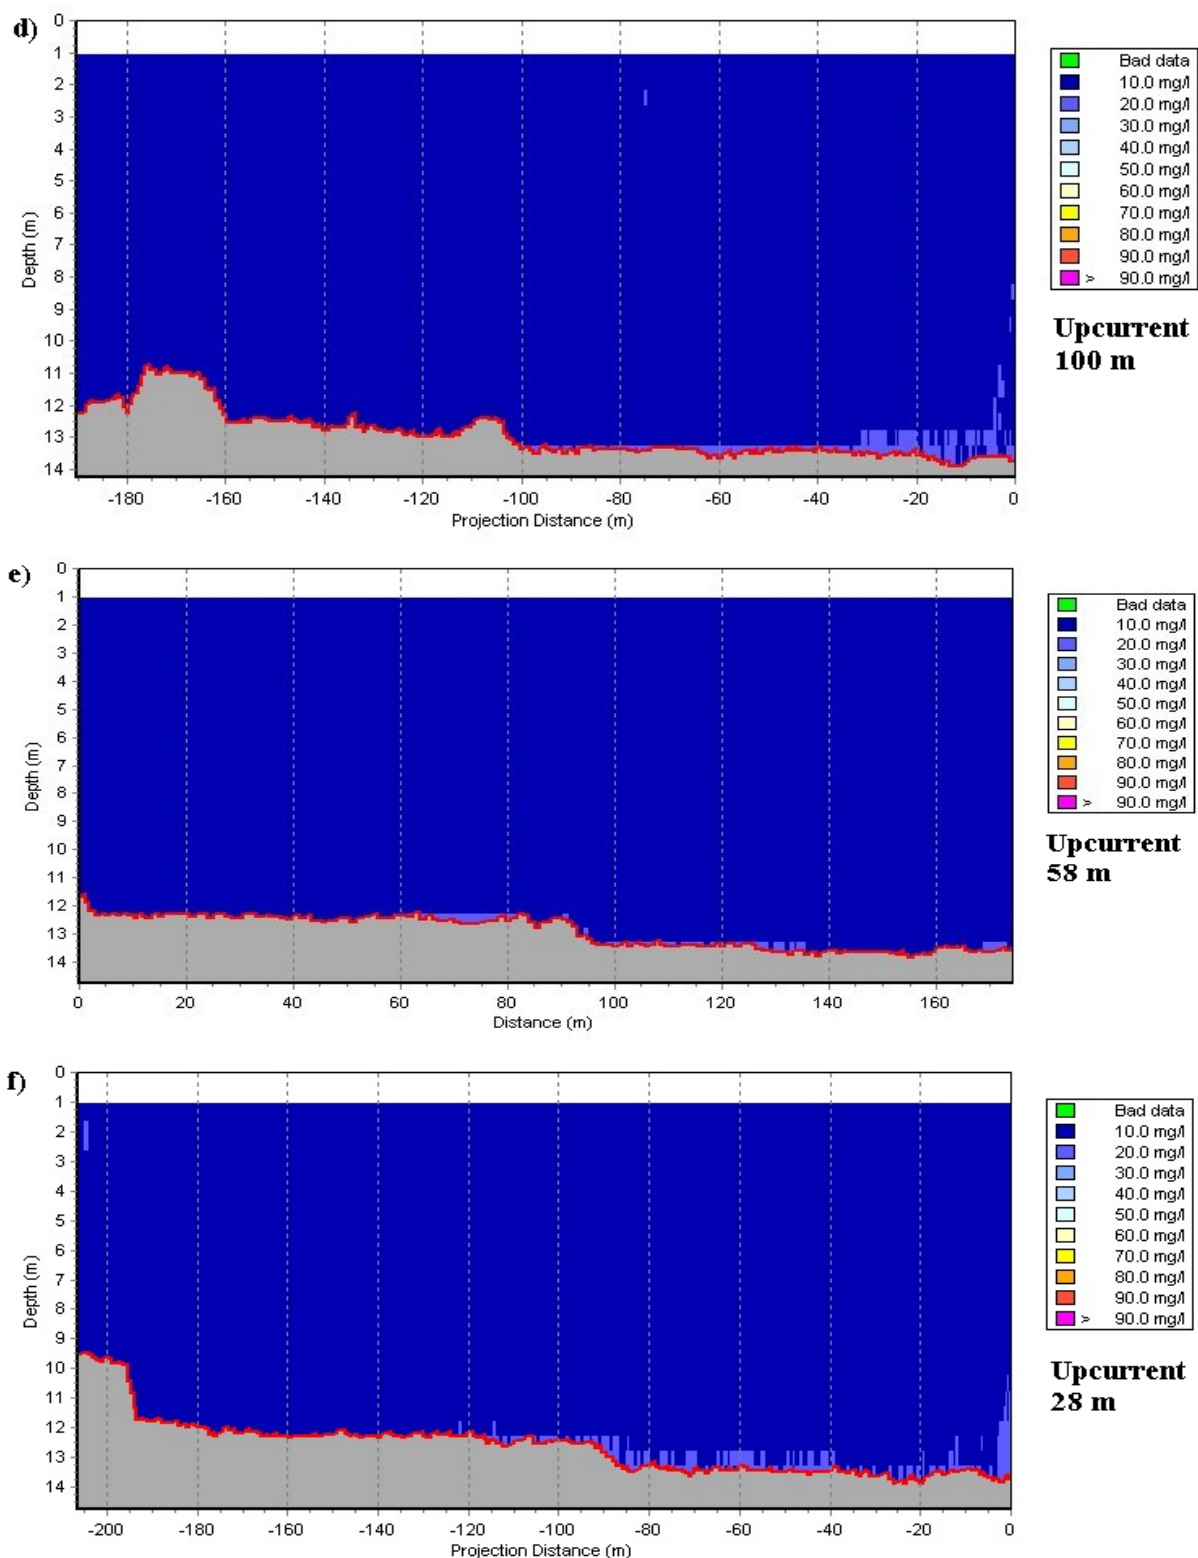 d)
0
1
2
3
4
5
6
7
8
9
10
11
12
13
14
Depth (m)
-180 -160 -140 -120 -100 -80 -60 -40 -20 0
Projection Distance (m)
Bad data
10.0 mg/l
20.0 mg/l
30.0 mg/l
40.0 mg/l
50.0 mg/l
60.0 mg/l
70.0 mg/l
80.0 mg/l
90.0 mg/l
> 90.0 mg/l
Upcurrent
100 m
e)
0
1
2
3
4
5
6
7
8
9
10
11
12
13
14
Depth (m)
0 20 40 60 80 100 120 140 160
Distance (m)
Bad data
10.0 mg/l
20.0 mg/l
30.0 mg/l
40.0 mg/l
50.0 mg/l
60.0 mg/l
70.0 mg/l
80.0 mg/l
90.0 mg/l
> 90.0 mg/l
Upcurrent
58 m
f)
0
1
2
3
4
5
6
7
8
9
10
11
12
13
14
Depth (m)
-200 -180 -160 -140 -120 -100 -80 -60 -40 -20 0
Projection Distance (m)
Bad data
10.0 mg/l
20.0 mg/l
30.0 mg/l
40.0 mg/l
50.0 mg/l
60.0 mg/l
70.0 mg/l
80.0 mg/l
90.0 mg/l
> 90.0 mg/l
Upcurrent
28 m